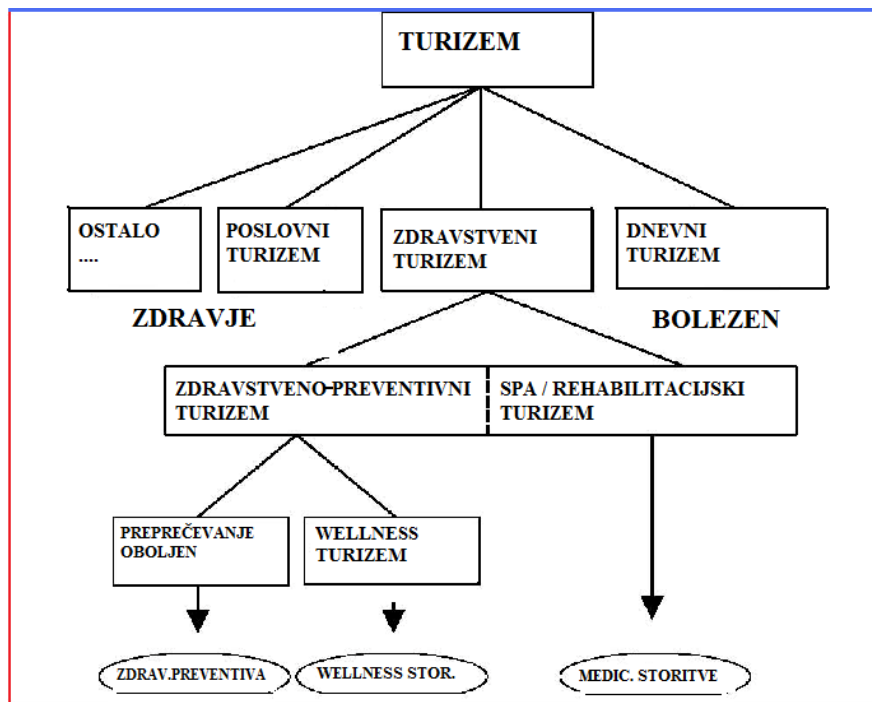 TURIZEM
OSTALO
....
POSLOVNI
TURIZEM
ZDRAVSTVENI
TURIZEM
DNEVNI
TURIZEM
ZDRAVJE
BOLEZEN
ZDRAVSTVENO-PREVENTIVNI
TURIZEM
SPA / REHABILITACIJSKI
TURIZEM
PREPREČEVANJE
OBOLJEN
WELLNESS
TURIZEM
ZDRAV.PREVENTIVA
WELLNESS STOR.
MEDIC. STORITVE